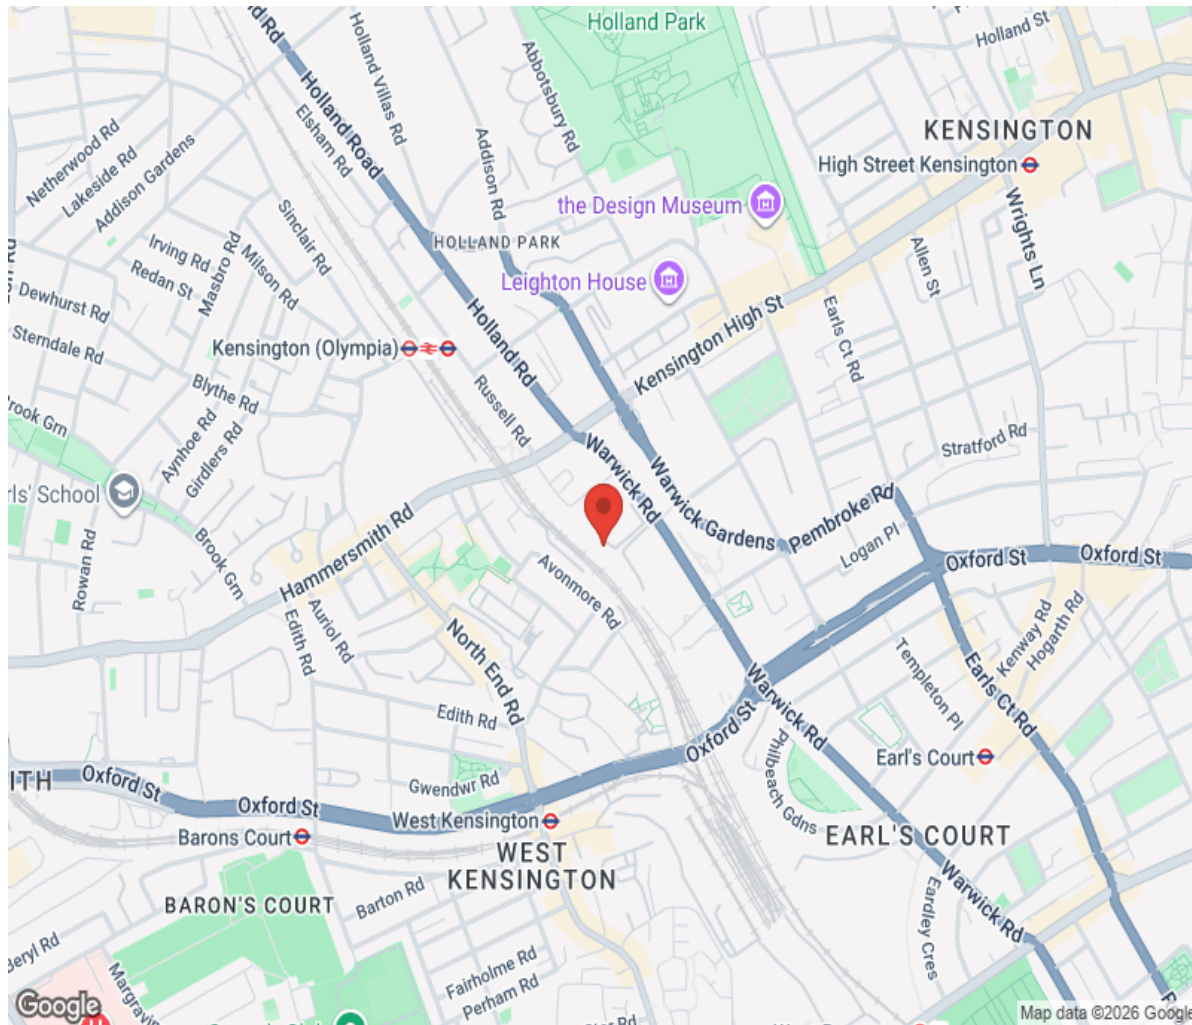 Holland Park
Holland St
Holland Villas Rd
Abbotsbury Rd
Holland Road
Elsham Rd
KENSINGTON
Netherwood Rd
Lakeside Rd
Addison Gardens
Addison Rd
High Street Kensington
the Design Museum
Wrights Ln
Sinclair Rd
HOLLAND PARK
Irving Rd
Masbro Rd
Milson Rd
Redan St
Allen St
Leighton House
Dewhurst Rd
Kensington High St
Earls Ct Rd
Sterndale Rd
Holland Rd
Kensington (Olympia)
Blythe Rd
Russell Rd
Brook Grn
Aynhoe Rd
Girdlers Rd
Stratford Rd
Warwick Rd
Warwick Gardens
Pembroke Rd
Logan Pl
rls' School
Hammersmith Rd
Rowan Rd
Brook Grn
Oxford St
Oxford St
Avonmore Rd
Edith Rd
Auriol Rd
North End Rd
Kenway Rd
Hogarth Rd
Templeton Pl
Earls Ct Rd
Warwick Rd
Edith Rd
Oxford St
Philbeach Gdns
Earl's Court
ITH
Oxford St
Gwendwr Rd
Oxford St
West Kensington
Barons Court
EARL'S COURT
WEST
KENSINGTON
Warwick Rd
Eardley Cres
Barton Rd
BARON'S COURT
Beryl Rd
Margravin
Fairholme Rd
Perham Rd
Google
Map data ©2026 Google